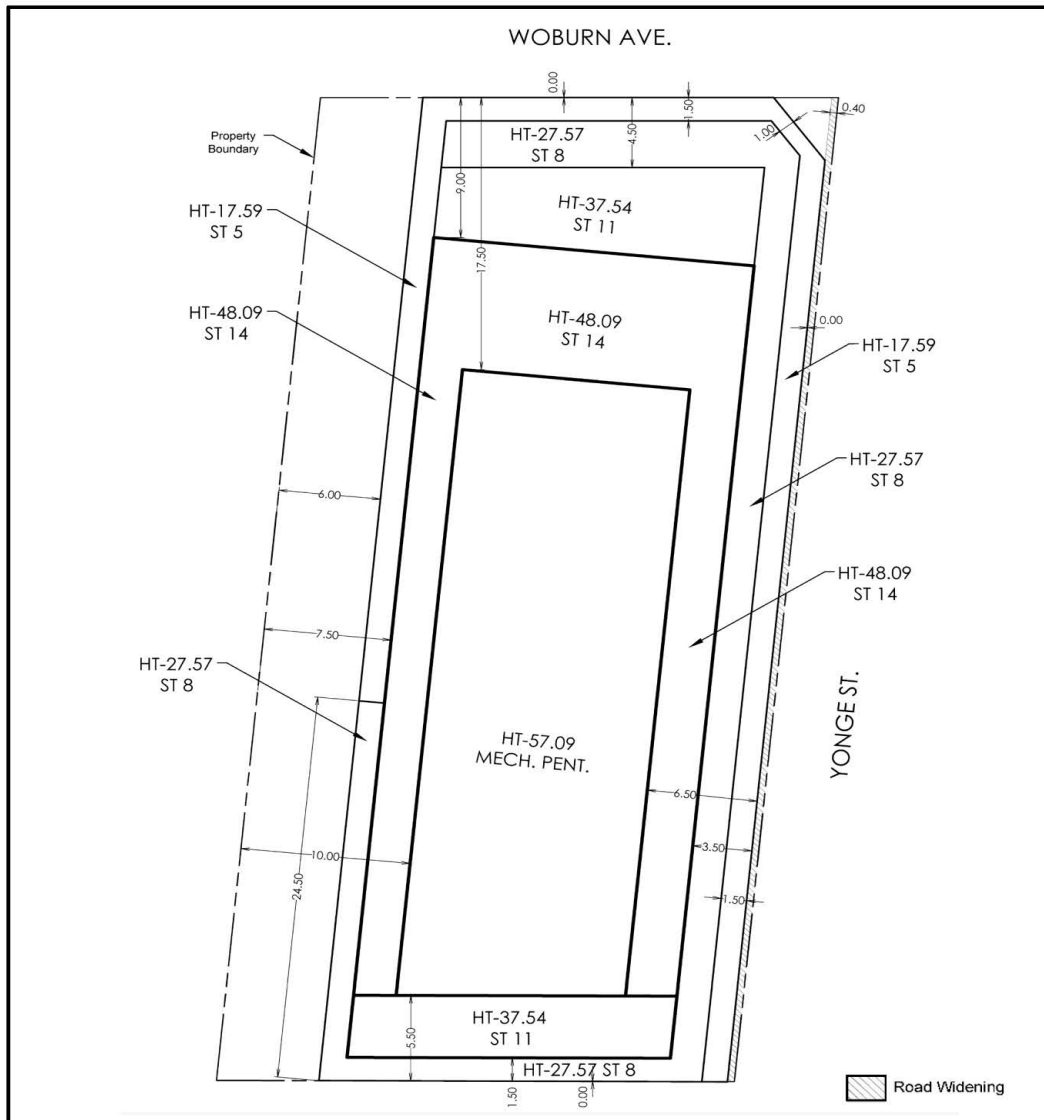 WOBURN AVE.
0.00
1.50
0.40
4.50
1.00
Property
Boundary
HT-27.57
ST 8
9.00
HT-17.59
ST 5
HT-37.54
ST 11
17.50
HT-48.09
ST 14
HT-48.09
ST 14
0.00
HT-17.59
ST 5
HT-27.57
ST 8
6.00
HT-48.09
ST 14
7.50
HT-27.57
ST 8
YONGE ST.
HT-57.09
MECH. PENT.
6.50
3.50
10.00
24.50
1.50
HT-37.54
ST 11
5.50
HT-27.57 ST 8
1.50
0.00
Road Widening